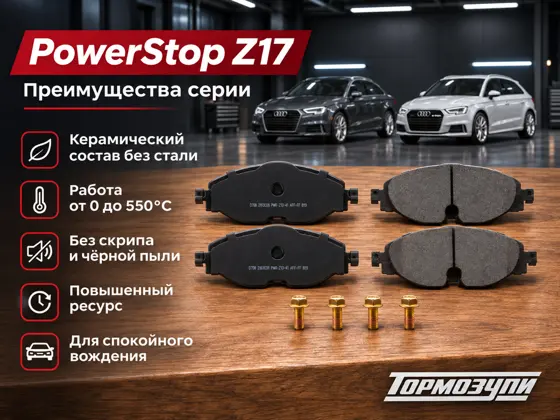 PowerStop Z17
Преимущества серии
Керамический
состав без стали
Работа
от 0 до 550°C
Без скрипа
и чёрной пыли
Повышенный
ресурс
Для спокойного
вождения
ТОРМОЗУПИ